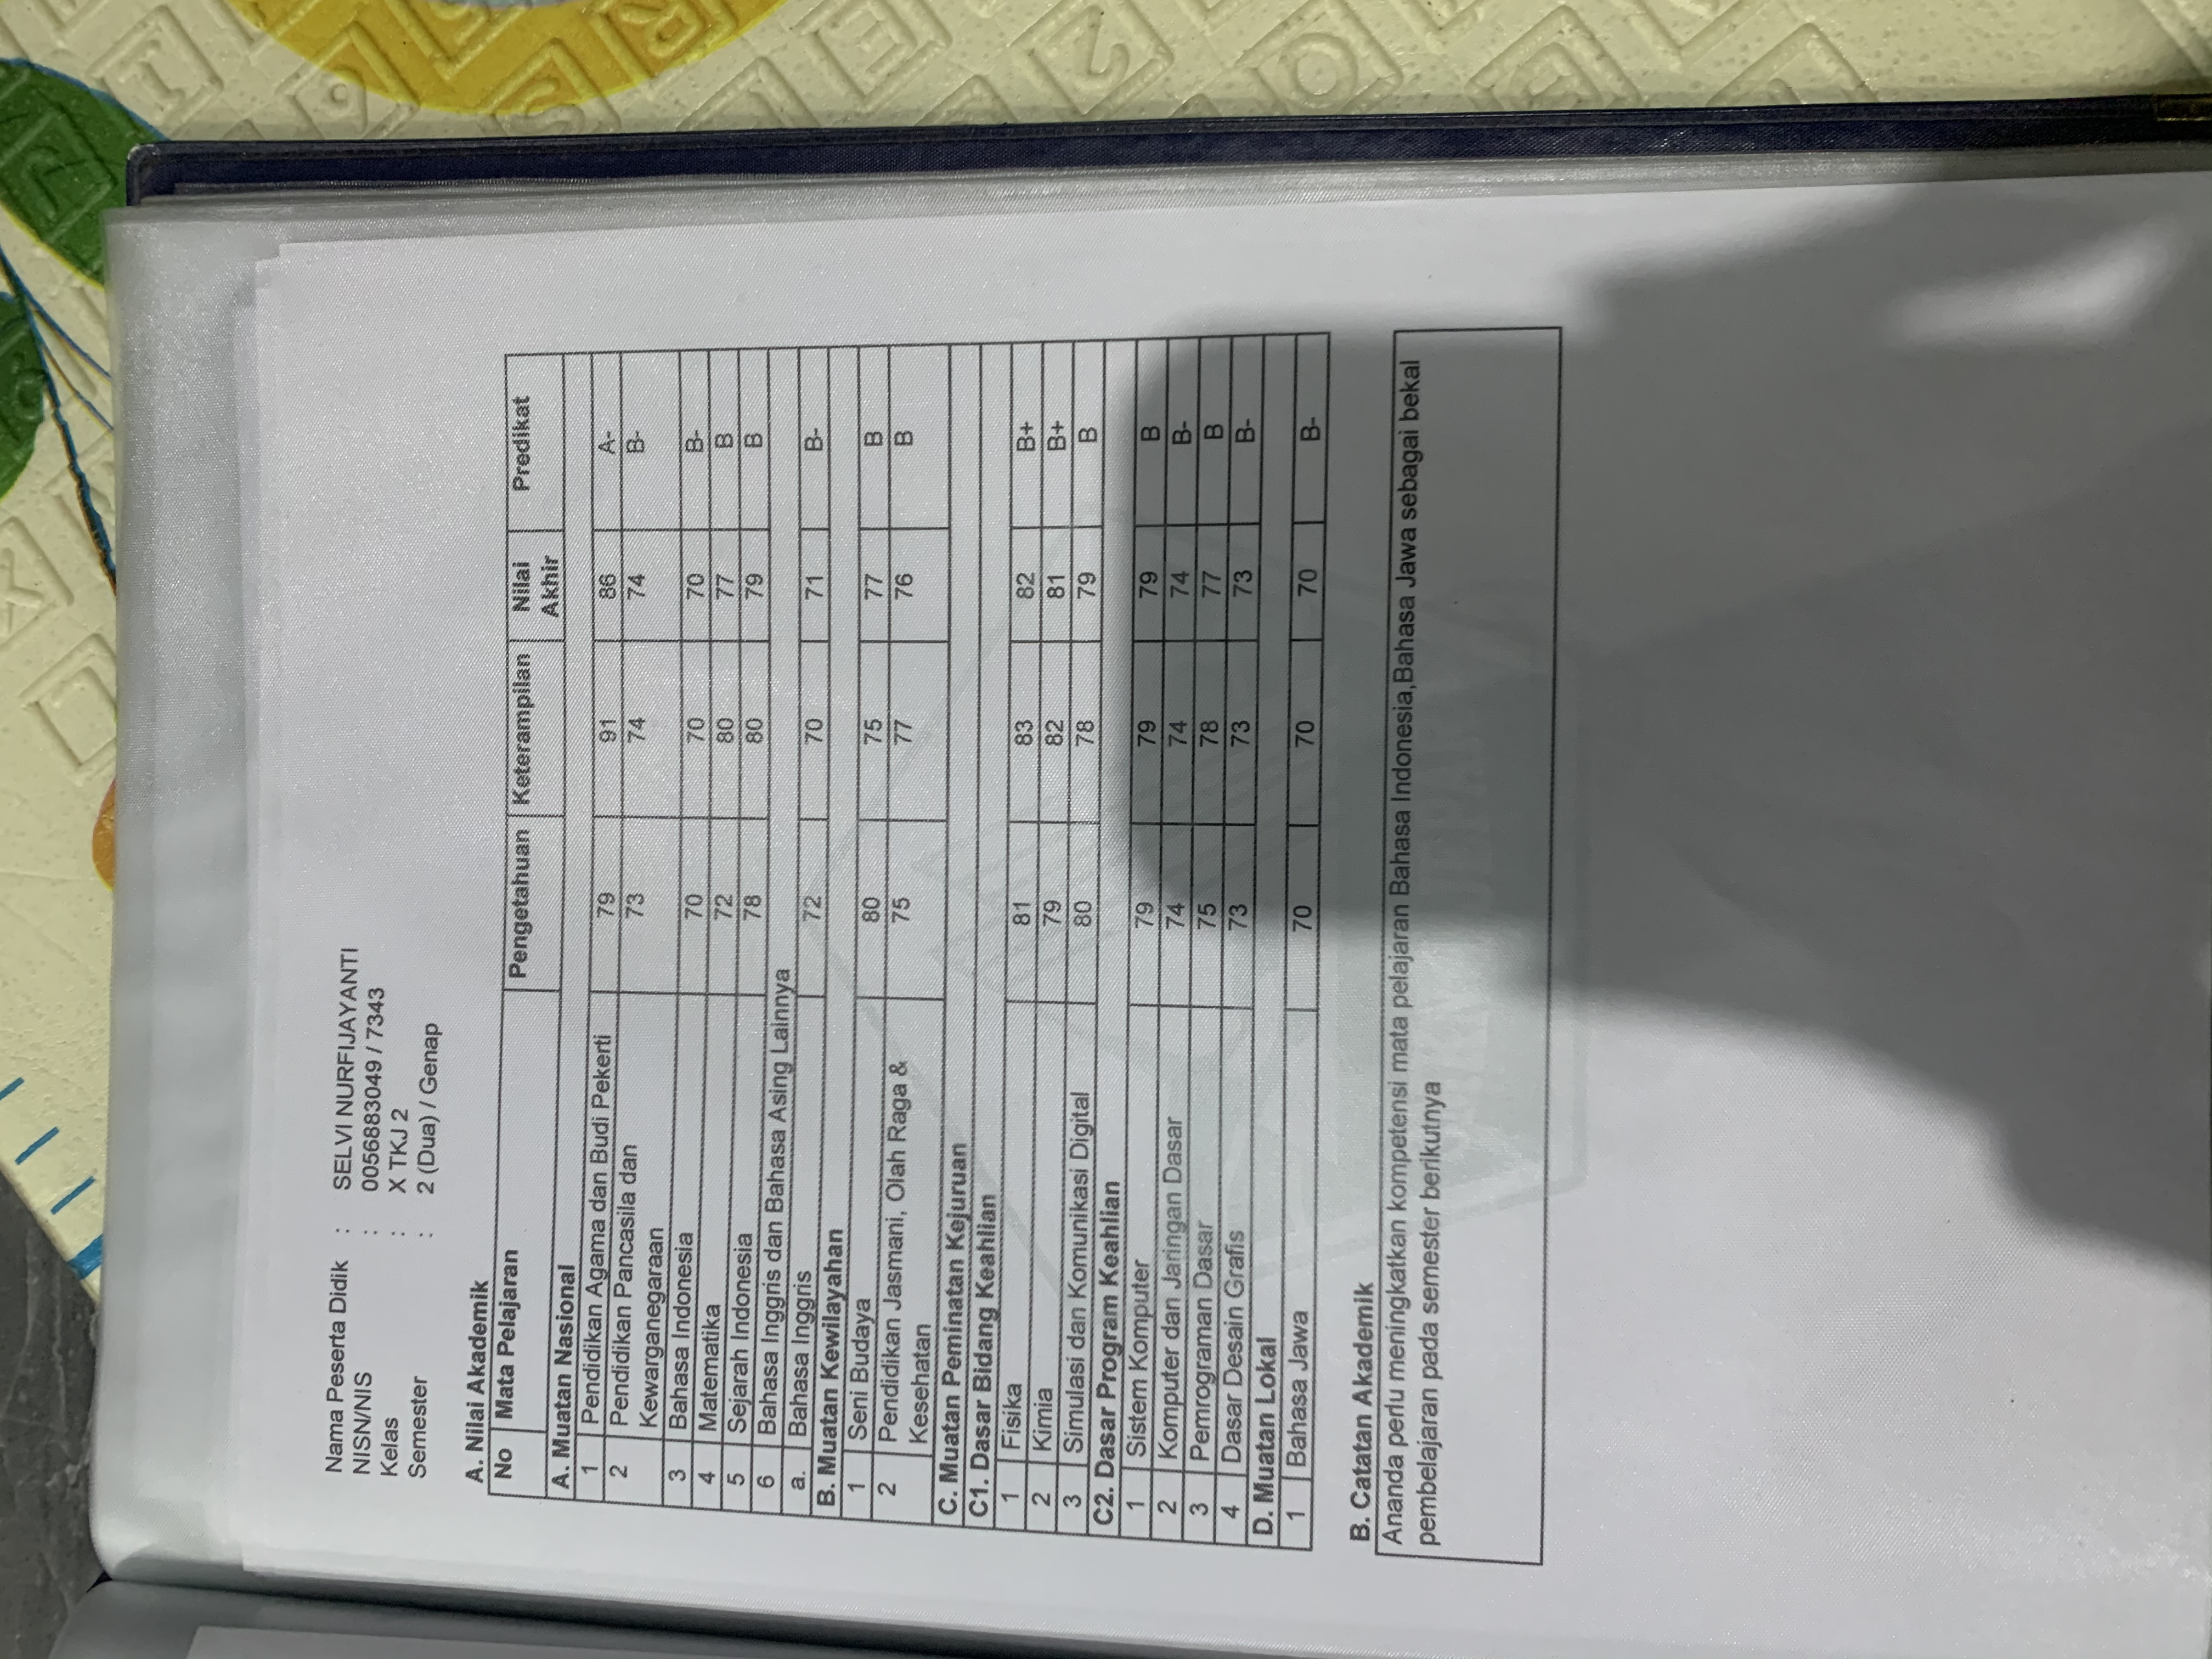 Nama Peserta Didik : SELVI NURFIJAYANTI
NISN/NIS : 0056883049 / 7343
Kelas : X TKJ 2
Semester : 2 (Dua) / Genap
A. Nilai Akademik
No Mata Pelajaran Pengetahuan Keterampilan Nilai Akhir Predikat
A. Muatan Nasional
1 Pendidikan Agama dan Budi Pekerti 79 91 86 A-
2 Pendidikan Pancasila dan 73 74 74 B-
Kewarganegaraan
3 Bahasa Indonesia 70 70 70 B-
4 Matematika 72 80 77 B
5 Sejarah Indonesia 78 80 79 B
6 Bahasa Inggris dan Bahasa Asing Lainnya
a. Bahasa Inggris 72 70 71 B-
B. Muatan Kewilayahan
1 Seni Budaya 80 75 77 B
2 Pendidikan Jasmani, Olah Raga & 75 77 76 B
Kesehatan
C. Muatan Peminatan Kejuruan
C1. Dasar Bidang Keahlian
1 Fisika 81 83 82 B+
2 Kimia 79 82 81 B+
3 Simulasi dan Komunikasi Digital 80 78 79 B
C2. Dasar Program Keahlian
1 Sistem Komputer 79 79 79 B
2 Komputer dan Jaringan Dasar 74 74 74 B-
3 Pemrograman Dasar 75 78 77 B
4 Dasar Desain Grafis 73 73 73 B-
D. Muatan Lokal
1 Bahasa Jawa 70 70 70 B-
B. Catatan Akademik
Ananda perlu meningkatkan kompetensi mata pelajaran Bahasa Indonesia,Bahasa Jawa sebagai bekal
pembelajaran pada semester berikutnya